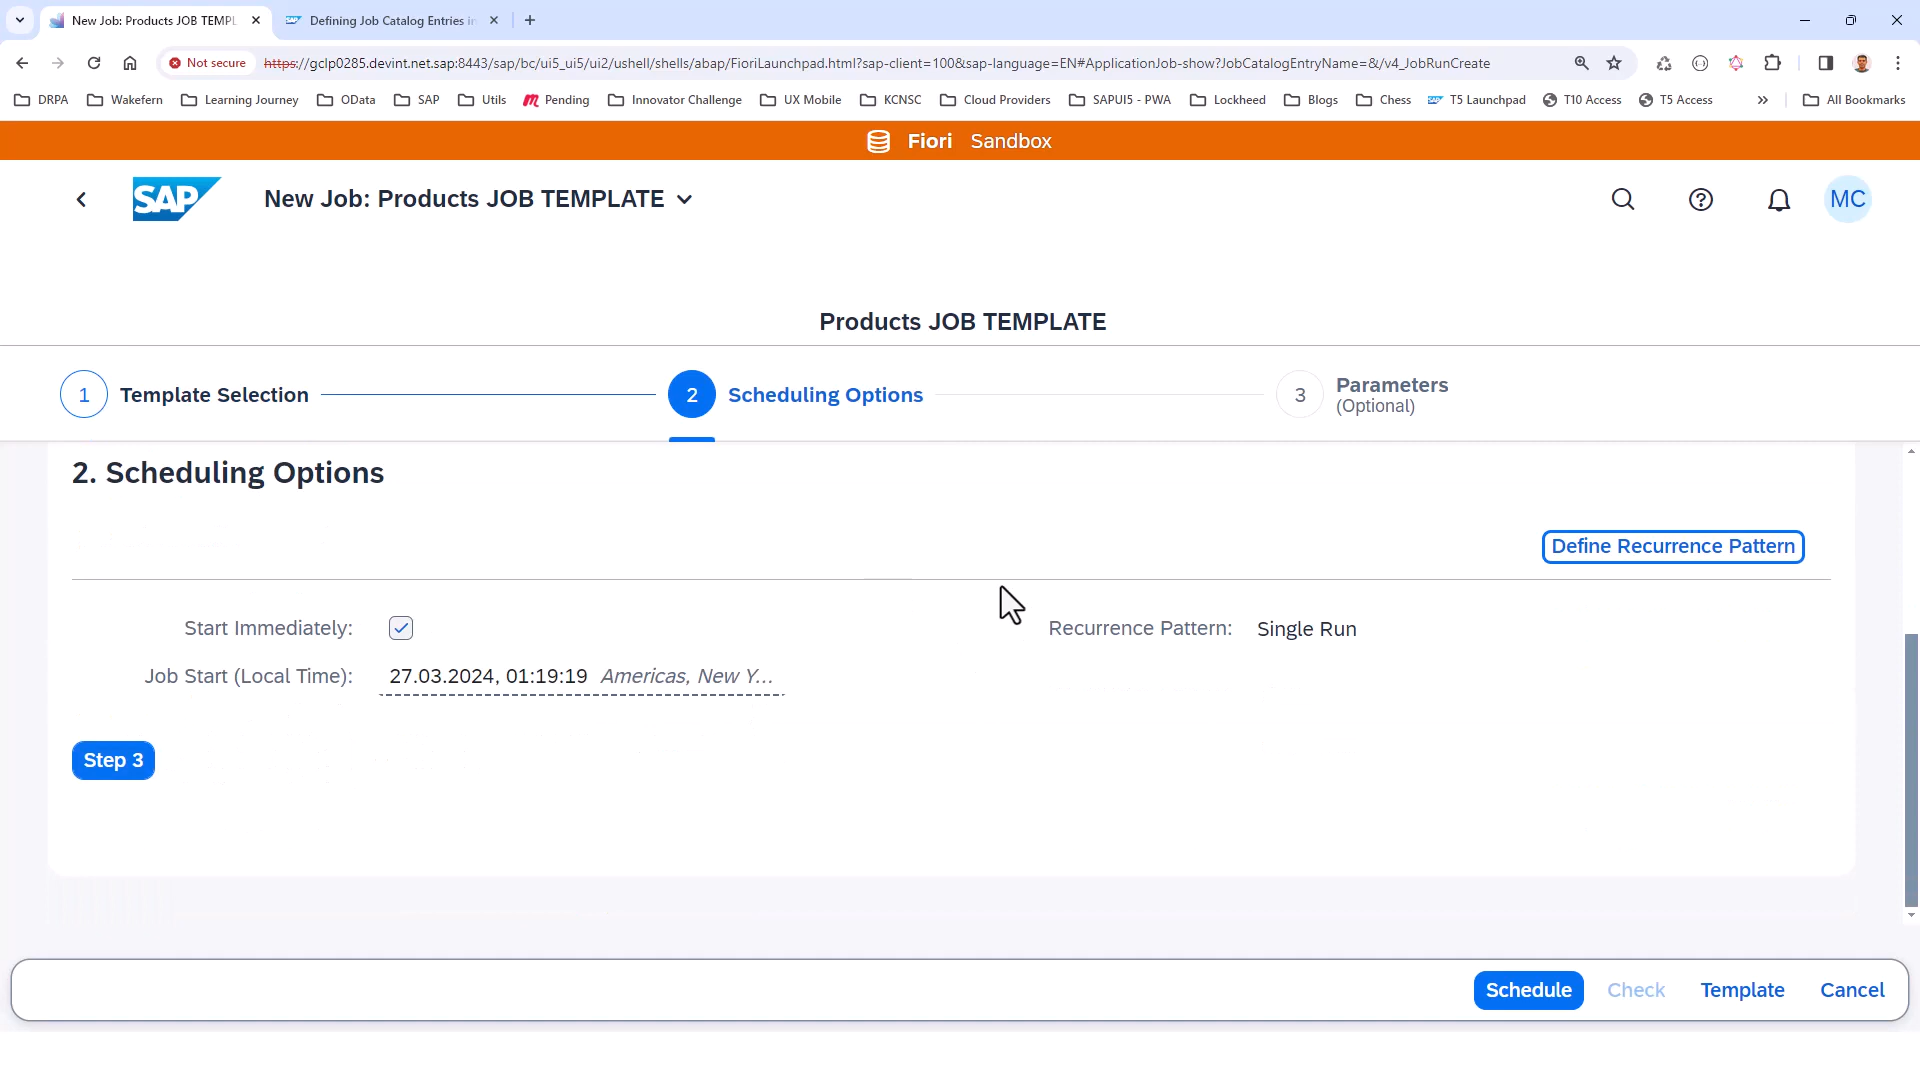 New Job: Products JOB TEMPL
Defining Job Catalog Entries in
Not secure
https://gclp0285.devint.net.sap:8443/sap/bc/ui5_ui5/ui2/ushell/shells/abap/FioriLaunchpad.html?sap-client=100&sap-language=EN#ApplicationJob-show?JobCatalogEntryName=&/v4_JobRunCreate
DRPA
Wakefern
Learning Journey
OData
SAP
Utils
Pending
Innovator Challenge
UX Mobile
KCNSC
Cloud Providers
SAPUI5 - PWA
Lockheed
Blogs
Chess
T5 Launchpad
T10 Access
T5 Access
All Bookmarks
Fiori Sandbox
SAP
New Job: Products JOB TEMPLATE
MC
Products JOB TEMPLATE
1 Template Selection
2 Scheduling Options
3 Parameters
(Optional)
2. Scheduling Options
Define Recurrence Pattern
Start Immediately:
Recurrence Pattern: Single Run
Job Start (Local Time): 27.03.2024, 01:19:19 Americas, New Y...
Step 3
Schedule
Check
Template
Cancel